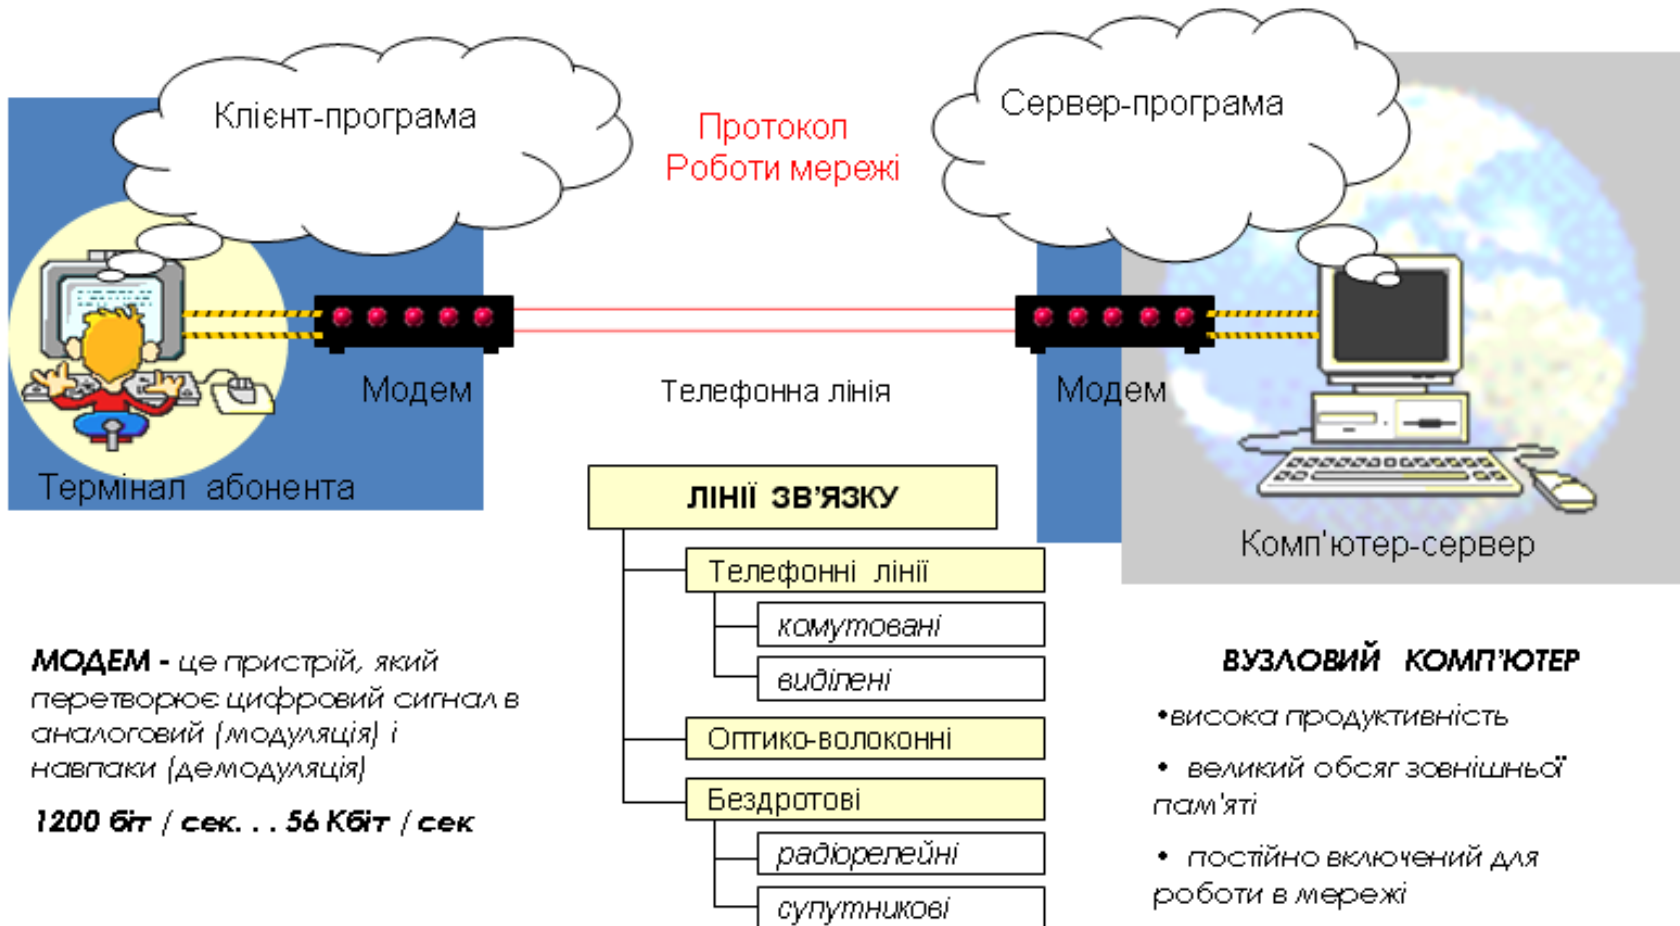 Клієнт-програма
Протокол
Роботи мережі
Сервер-програма
Модем
Телефонна лінія
Модем
Термінал абонента
Комп'ютер-сервер
ЛІНІЇ ЗВ'ЯЗКУ
Телефонні лінії
комутовані
виділені
Оптико-волоконні
Бездротові
радіорелейні
супутникові
МОДЕМ - це пристрій, який
перетворює цифровий сигнал в
аналоговий (модуляція) і
навпаки (демодуляція)
1200 біт / сек. . . 56 Кбіт / сек
ВУЗЛОВИЙ КОМП'ЮТЕР
•висока продуктивність
• великий обсяг зовнішньої
пам'яті
• постійно включений для
роботи в мережі